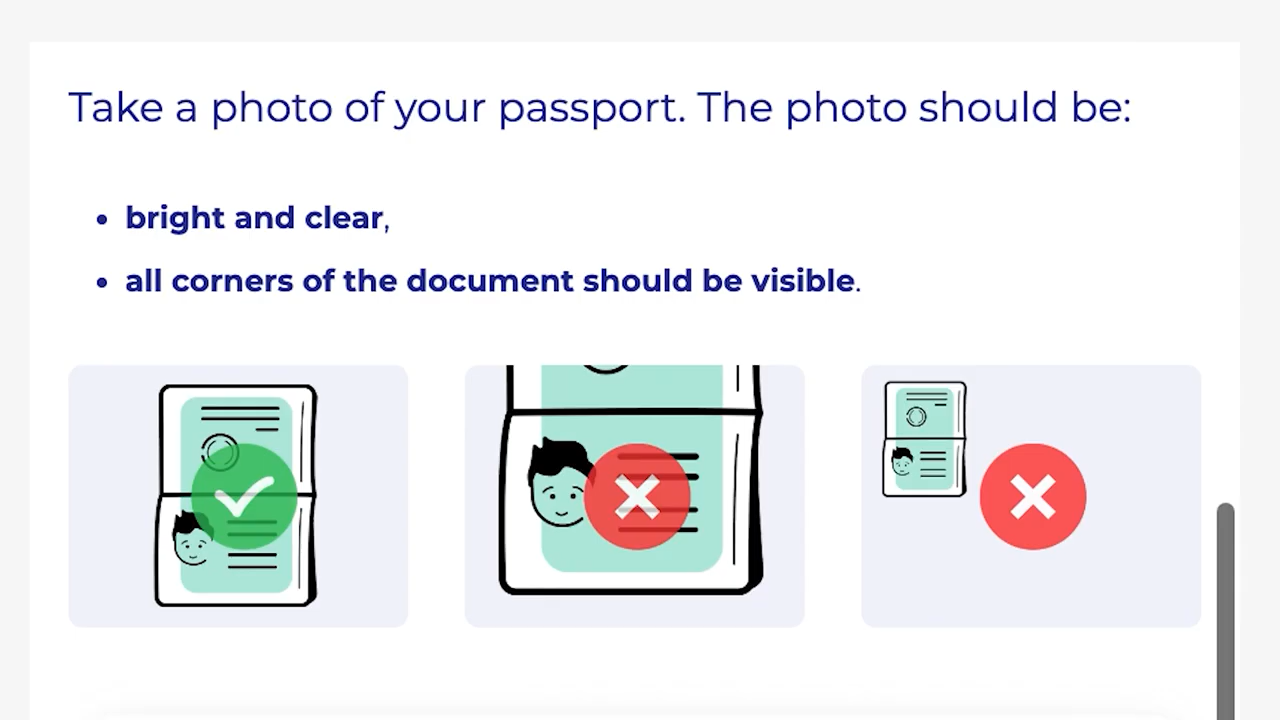 Take a photo of your passport. The photo should be:
• bright and clear,
• all corners of the document should be visible.